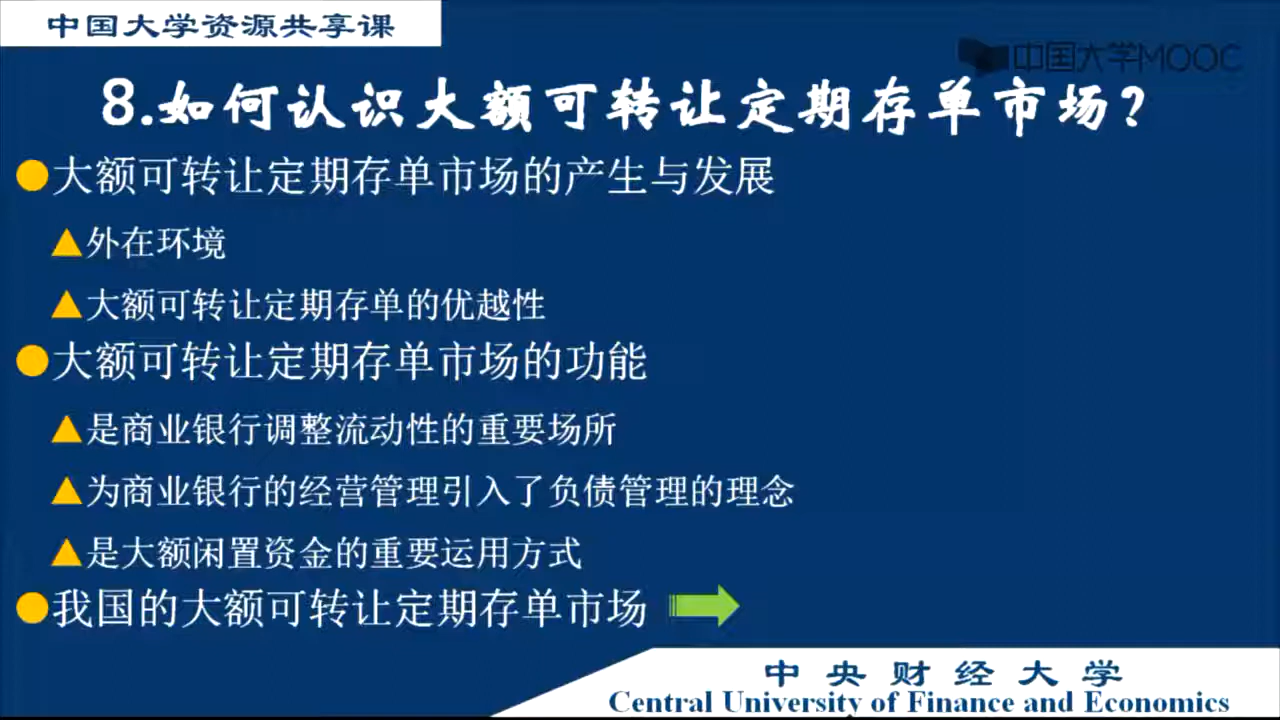 中国大学资源共享课
中国大学MOOC
8.如何认识大额可转让定期存单市场?
大额可转让定期存单市场的产生与发展
外在环境
大额可转让定期存单的优越性
大额可转让定期存单市场的功能
是商业银行调整流动性的重要场所
为商业银行的经营管理引入了负债管理的理念
是大额闲置资金的重要运用方式
我国的大额可转让定期存单市场
中央财经大学
Central University of Finance and Economics